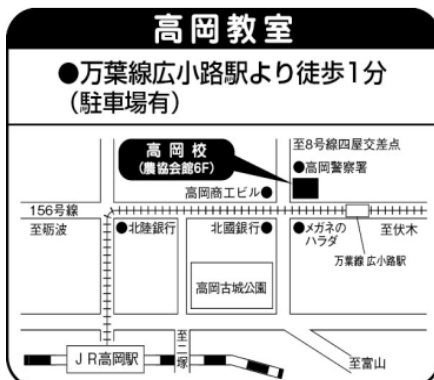 高岡教室
●万葉線広小路駅より徒歩1分
（駐車場有）
至8号線四屋交差点
高岡校
（農協会館6F）
●高岡警察署
高岡商工ビル●
156号線
至砺波
●北陸銀行
北國銀行●
●メガネの
ハラダ
至伏木
万葉線 広小路駅
高岡古城公園
至二塚
JR高岡駅
至富山